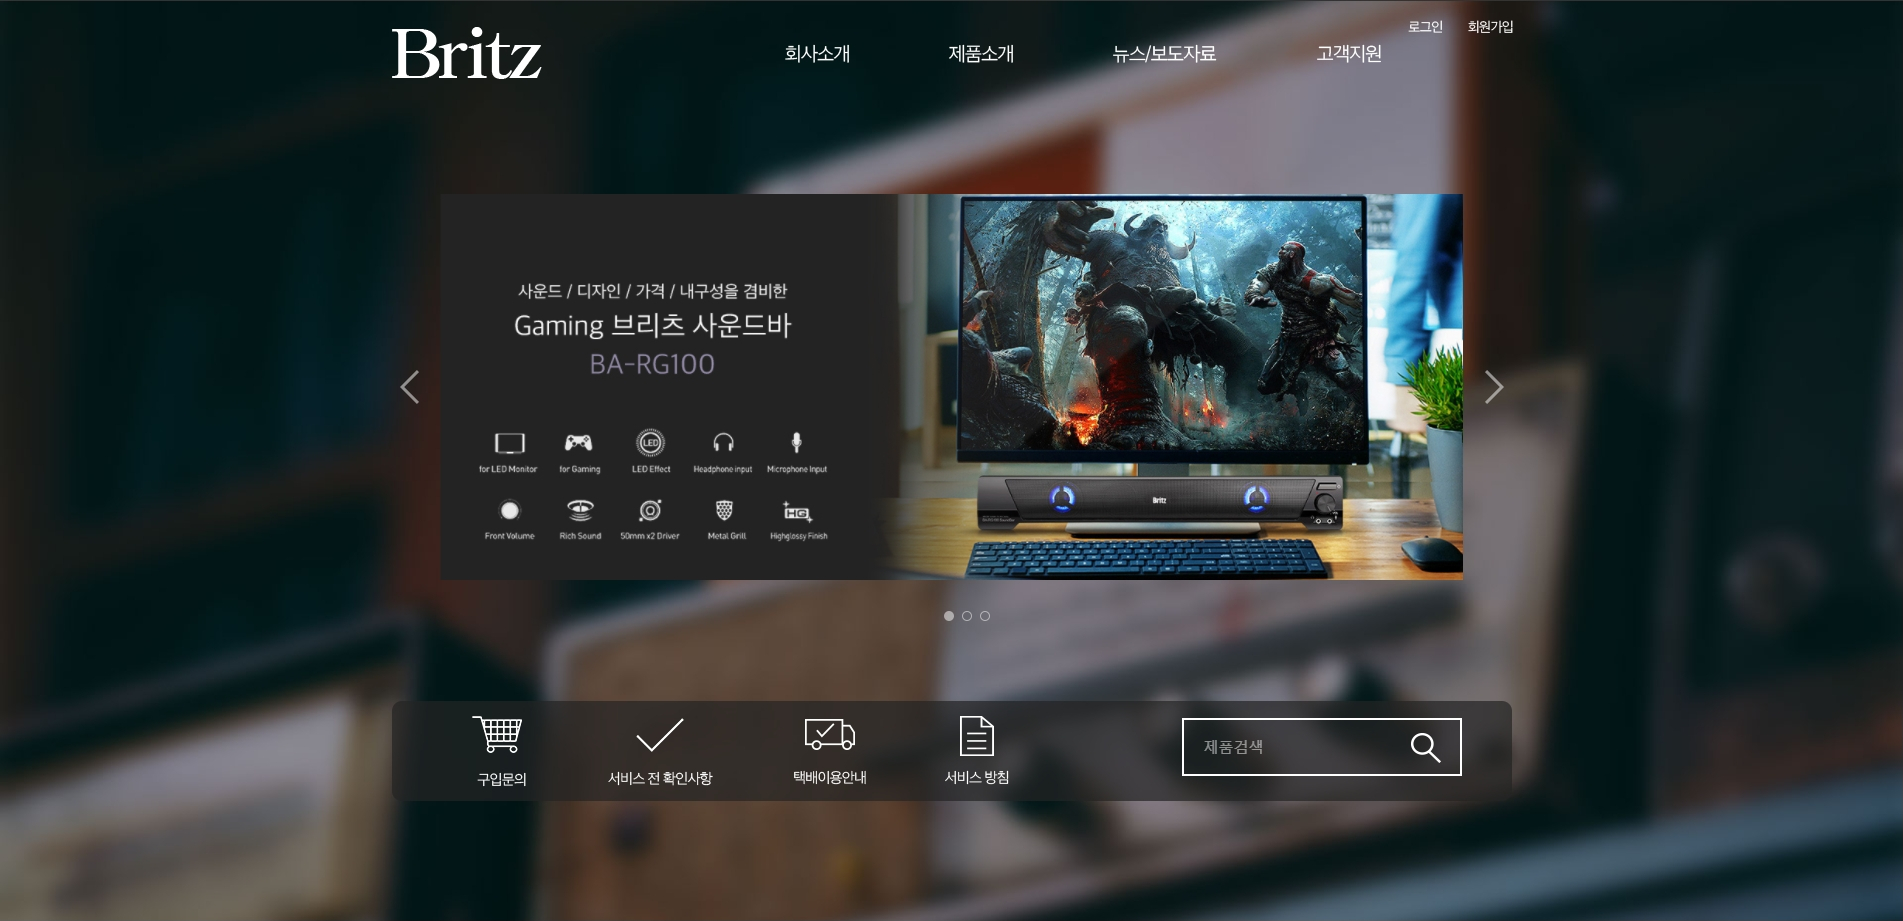 로그인 회원가입
Britz 회사소개 제품소개 뉴스/보도자료 고객지원
사운드 / 디자인 / 가격 / 내구성을 겸비한
Gaming 브리츠 사운드바
BA-RG100
LED
for LED Monitor for Gaming LED Effect Headphone input Microphone Input
HG
Front Volume Rich Sound 50mm x2 Driver Metal Grill Highglossy Finish
Britz
구입문의 서비스 전 확인사항 택배이용안내 서비스 방침
제품검색